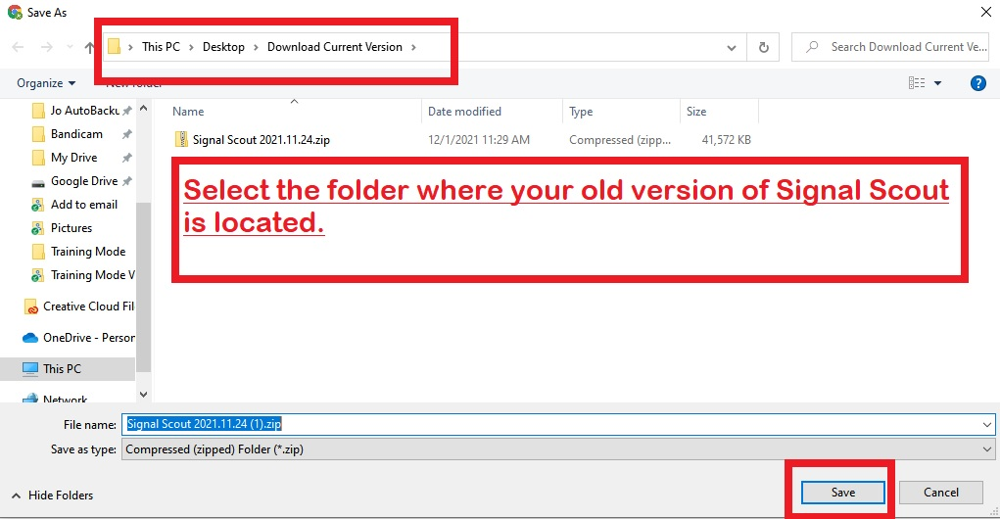 Save As
This PC > Desktop > Download Current Version >
Search Download Current Ve...
Organize
New folder
?
Name
Date modified
Type
Size
Jo AutoBacku
Signal Scout 2021.11.24.zip
12/1/2021 11:29 AM
Compressed (zipp...
41,572 KB
Bandicam
My Drive
Google Drive
Add to email
Pictures
Training Mode
Training Mode V
Creative Cloud Fil
OneDrive - Person
This PC
Network
Select the folder where your old version of Signal Scout
is located.
File name:
Signal Scout 2021.11.24 (1).zip
Save as type:
Compressed (zipped) Folder (*.zip)
Hide Folders
Save
Cancel